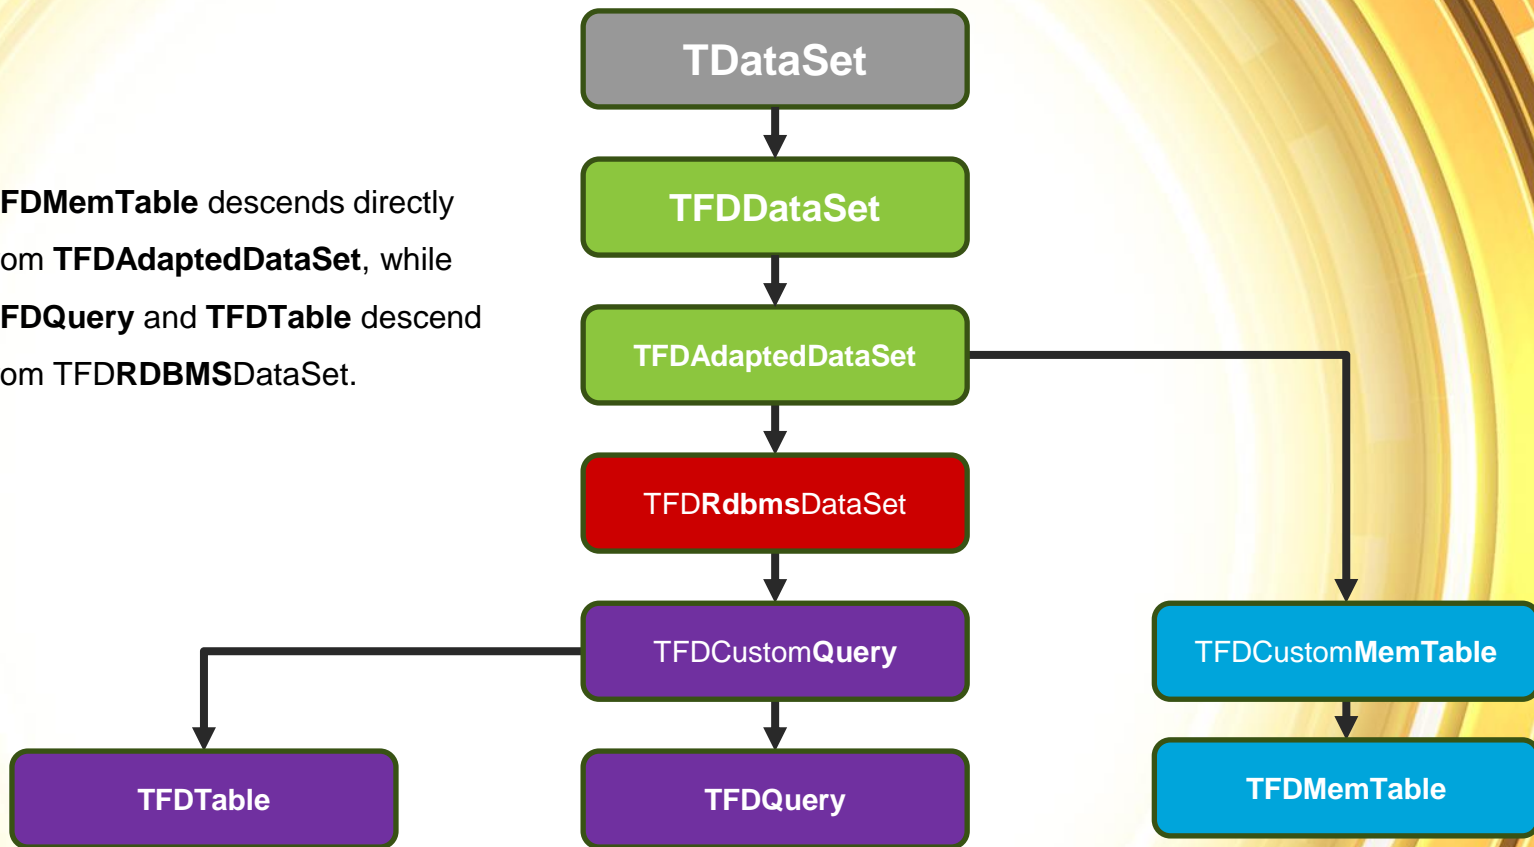 TDataSet
FDMemTable descends directly
om TFDAdaptedDataSet, while
FDQuery and TFDTable descend
om TFDRDBMSDataSet.
TFDDataSet
TFDAdaptedDataSet
TFDRdbmsDataSet
TFDCustomQuery
TFDCustomMemTable
TFDTable
TFDQuery
TFDMemTable